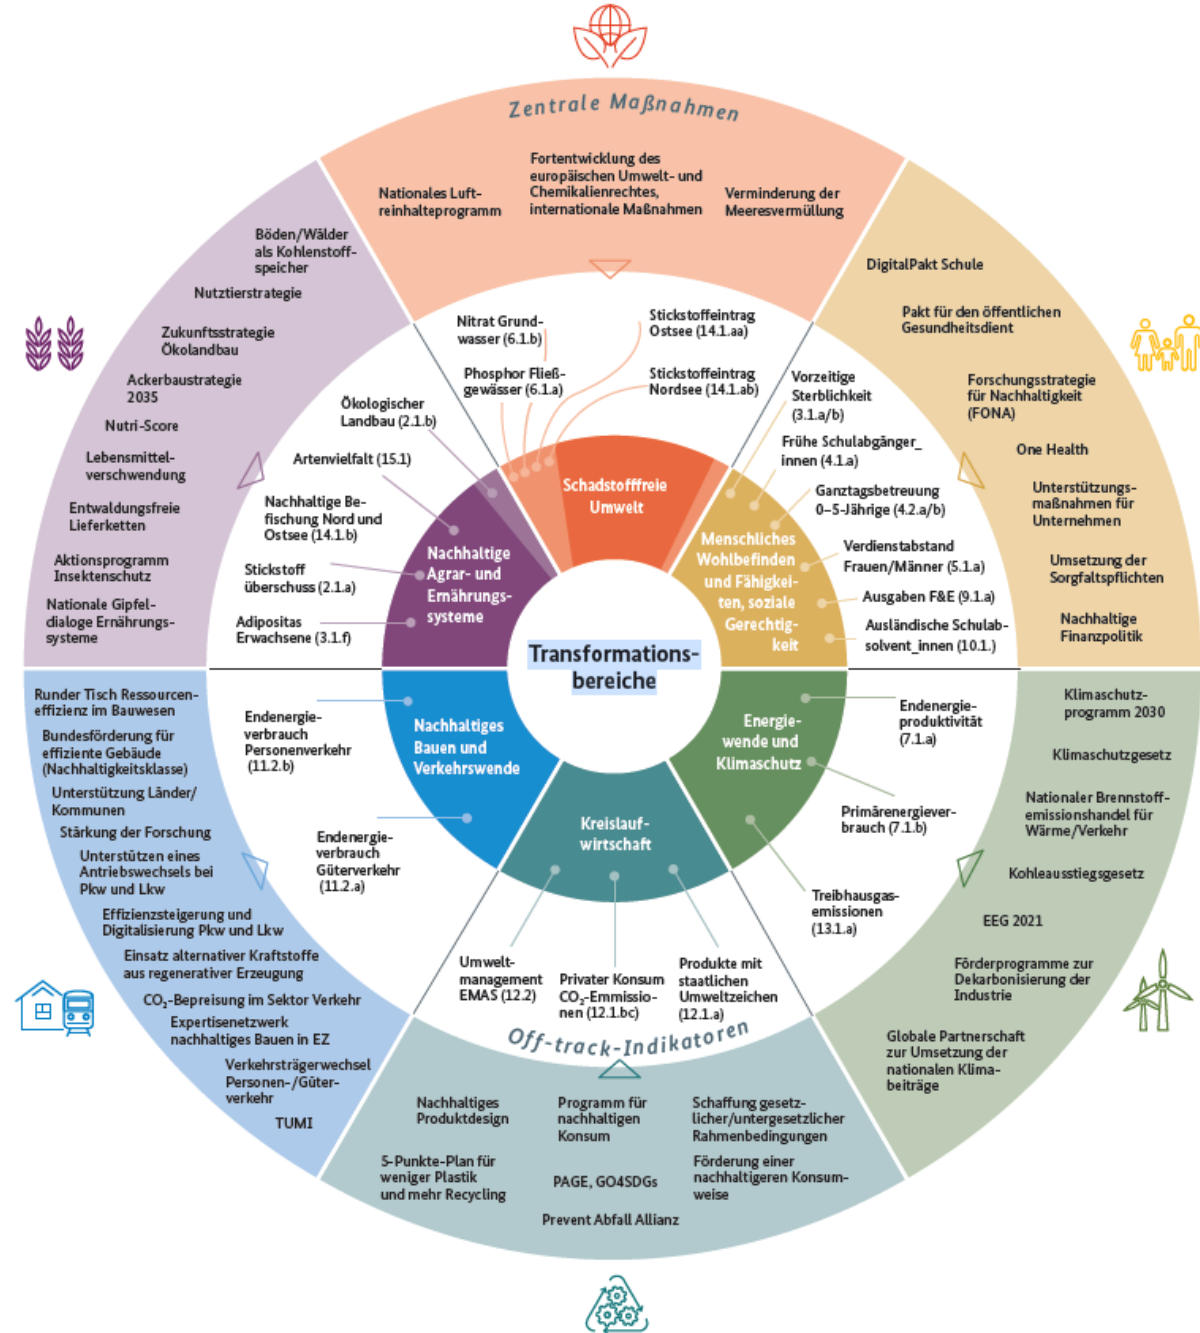 Zentrale Maßnahmen
Nationales Luft-
reinhalteprogramm
Fortentwicklung des
europäischen Umwelt- und
Chemikalienrechtes,
internationale Maßnahmen
Verminderung der
Meeresvermüllung
DigitalPakt Schule
Pakt für den öffentlichen
Gesundheitsdient
Forschungsstrategie
für Nachhaltigkeit
(FONA)
One Health
Unterstützungs-
maßnahmen für
Unternehmen
Umsetzung der
Sorgfaltspflichten
Nachhaltige
Finanzpolitik
Klimaschutz-
programm 2030
Klimaschutzgesetz
Nationaler Brennstoff-
emissionshandel für
Wärme/Verkehr
Kohleausstiegsgesetz
EEG 2021
Förderprogramme zur
Dekarbonisierung der
Industrie
Globale Partnerschaft
zur Umsetzung der
nationalen Klima-
beiträge
Schaffung gesetz-
licher/untergesetzlicher
Rahmenbedingungen
Förderung einer
nachhaltigeren Konsum-
weise
Programm für
nachhaltigen
Konsum
PAGE, GO4SDGs
Prevent Abfall Allianz
Nachhaltiges
Produktdesign
5-Punkte-Plan für
weniger Plastik
und mehr Recycling
Runder Tisch Ressourcen-
effizienz im Bauwesen
Bundesförderung für
effiziente Gebäude
(Nachhaltigkeitsklasse)
Unterstützung Länder/
Kommunen
Stärkung der Forschung
Unterstützen eines
Antriebswechsels bei
Pkw und Lkw
Effizienzsteigerung und
Digitalisierung Pkw und Lkw
Einsatz alternativer Kraftstoffe
aus regenerativer Erzeugung
CO₂-Bepreisung im Sektor Verkehr
Expertisenetzwerk
nachhaltiges Bauen in EZ
Verkehrsträgerwechsel
Personen-/Güter-
verkehr
TUMI
Böden/Wälder
als Kohlenstoff-
speicher
Nutztierstrategie
Zukunftsstrategie
Ökolandbau
Ackerbaustrategie
2035
Nutri-Score
Lebensmittel-
verschwendung
Entwaldungsfreie
Lieferketten
Aktionsprogramm
Insektenschutz
Nationale Gipfel-
dialoge Ernährungs-
systeme
Nitrat Grund-
wasser (6.1.b)
Phosphor Fließ-
gewässer (6.1.a)
Stickstoffeintrag
Ostsee (14.1.aa)
Stickstoffeintrag
Nordsee (14.1.ab)
Vorzeitige
Sterblichkeit
(3.1.a/b)
Frühe Schulabgänger_
innen (4.1.a)
Ganztagsbetreuung
0–5-Jährige (4.2.a/b)
Verdienstabstand
Frauen/Männer (5.1.a)
Ausgaben F&E (9.1.a)
Ausländische Schulab-
solvent_innen (10.1.)
Endenergie-
produktivität
(7.1.a)
Primärenergiever-
brauch (7.1.b)
Treibhausgas-
emissionen
(13.1.a)
Produkte mit
staatlichen
Umweltzeichen
(12.1.a)
Privater Konsum
CO₂-Emmissio-
nen (12.1.bc)
Umwelt-
management
EMAS (12.2)
Off-track-Indikatoren
Endenergie-
verbrauch
Güterverkehr
(11.2.a)
Endenergie-
verbrauch
Personenverkehr
(11.2.b)
Adipositas
Erwachsene (3.1.f)
Stickstoff
überschuss (2.1.a)
Nachhaltige Be-
fischung Nord und
Ostsee (14.1.b)
Artenvielfalt (15.1)
Ökologischer
Landbau (2.1.b)
Schadstofffreie
Umwelt
Menschliches
Wohlbefinden
und Fähigkei-
ten, soziale
Gerechtig-
keit
Energie-
wende und
Klimaschutz
Kreislauf-
wirtschaft
Nachhaltiges
Bauen und
Verkehrswende
Nachhaltige
Agrar- und
Ernährungs-
systeme
Transformations-
bereiche